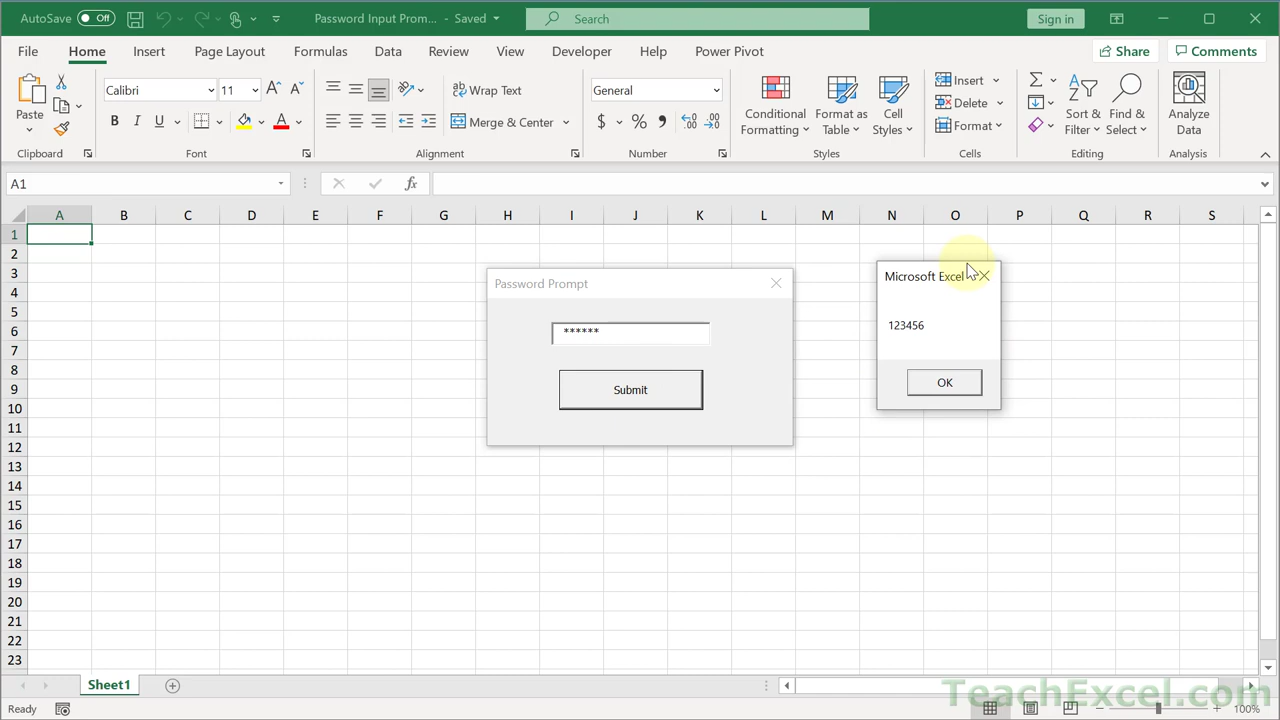 AutoSave Off Password Input Prom... - Saved Search Sign in
File Home Insert Page Layout Formulas Data Review View Developer Help Power Pivot Share Comments
Paste Calibri 11 Wrap Text General Conditional Formatting Format as Table Cell Styles Insert Sort & Filter Find & Select Analyze Data
B I U A Merge & Center $ % Delete
Format
Clipboard Font Alignment Number Styles Cells Editing Analysis
A1 fx
A B C D E F G H I J K L M N O P Q R S
1
2
3
4
5
6
7
8
9
10
11
12
13
14
15
16
17
18
19
20
21
22
23
Password Prompt
******
Submit
Microsoft Excel
123456
OK
Sheet1
TeachExcel.com
Ready 100%